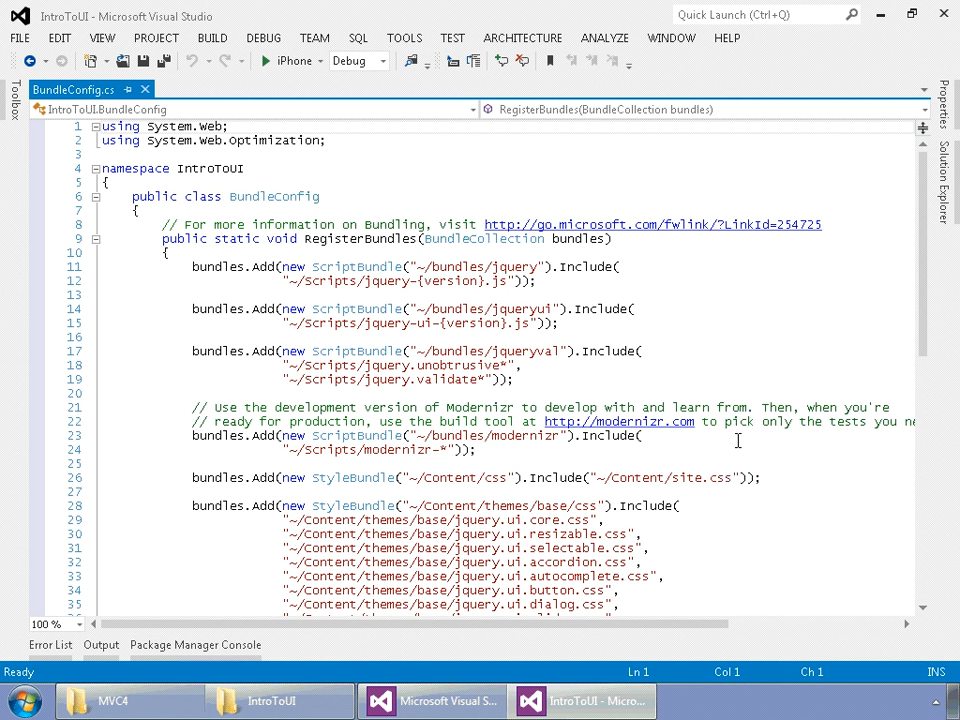 IntroToUI - Microsoft Visual Studio
Quick Launch (Ctrl+Q)
FILE EDIT VIEW PROJECT BUILD DEBUG TEAM SQL TOOLS TEST ARCHITECTURE ANALYZE WINDOW HELP
iPhone Debug
Toolbox
BundleConfig.cs
IntroToUI.BundleConfig
RegisterBundles(BundleCollection bundles)
Properties
Solution Explorer
1 using System.Web;
2 using System.Web.Optimization;
3
4 namespace IntroToUI
5 {
6 public class BundleConfig
7 {
8 // For more information on Bundling, visit http://go.microsoft.com/fwlink/?LinkId=254725
9 public static void RegisterBundles(BundleCollection bundles)
10 {
11 bundles.Add(new ScriptBundle("~/bundles/jquery").Include(
12 "~/Scripts/jquery-{version}.js"));
13
14 bundles.Add(new ScriptBundle("~/bundles/jqueryui").Include(
15 "~/Scripts/jquery-ui-{version}.js"));
16
17 bundles.Add(new ScriptBundle("~/bundles/jqueryval").Include(
18 "~/Scripts/jquery.unobtrusive*",
19 "~/Scripts/jquery.validate*"));
20
21 // Use the development version of Modernizr to develop with and learn from. Then, when you're
22 // ready for production, use the build tool at http://modernizr.com to pick only the tests you ne
23 bundles.Add(new ScriptBundle("~/bundles/modernizr").Include(
24 "~/Scripts/modernizr-*"));
25
26 bundles.Add(new StyleBundle("~/Content/css").Include("~/Content/site.css"));
27
28 bundles.Add(new StyleBundle("~/Content/themes/base/css").Include(
29 "~/Content/themes/base/jquery.ui.core.css",
30 "~/Content/themes/base/jquery.ui.resizable.css",
31 "~/Content/themes/base/jquery.ui.selectable.css",
32 "~/Content/themes/base/jquery.ui.accordion.css",
33 "~/Content/themes/base/jquery.ui.autocomplete.css",
34 "~/Content/themes/base/jquery.ui.button.css",
35 "~/Content/themes/base/jquery.ui.dialog.css",
100 %
Error List Output Package Manager Console
Ready Ln 1 Col 1 Ch 1 INS
MVC4 IntroToUI Microsoft Visual S... IntroToUI - Micro...